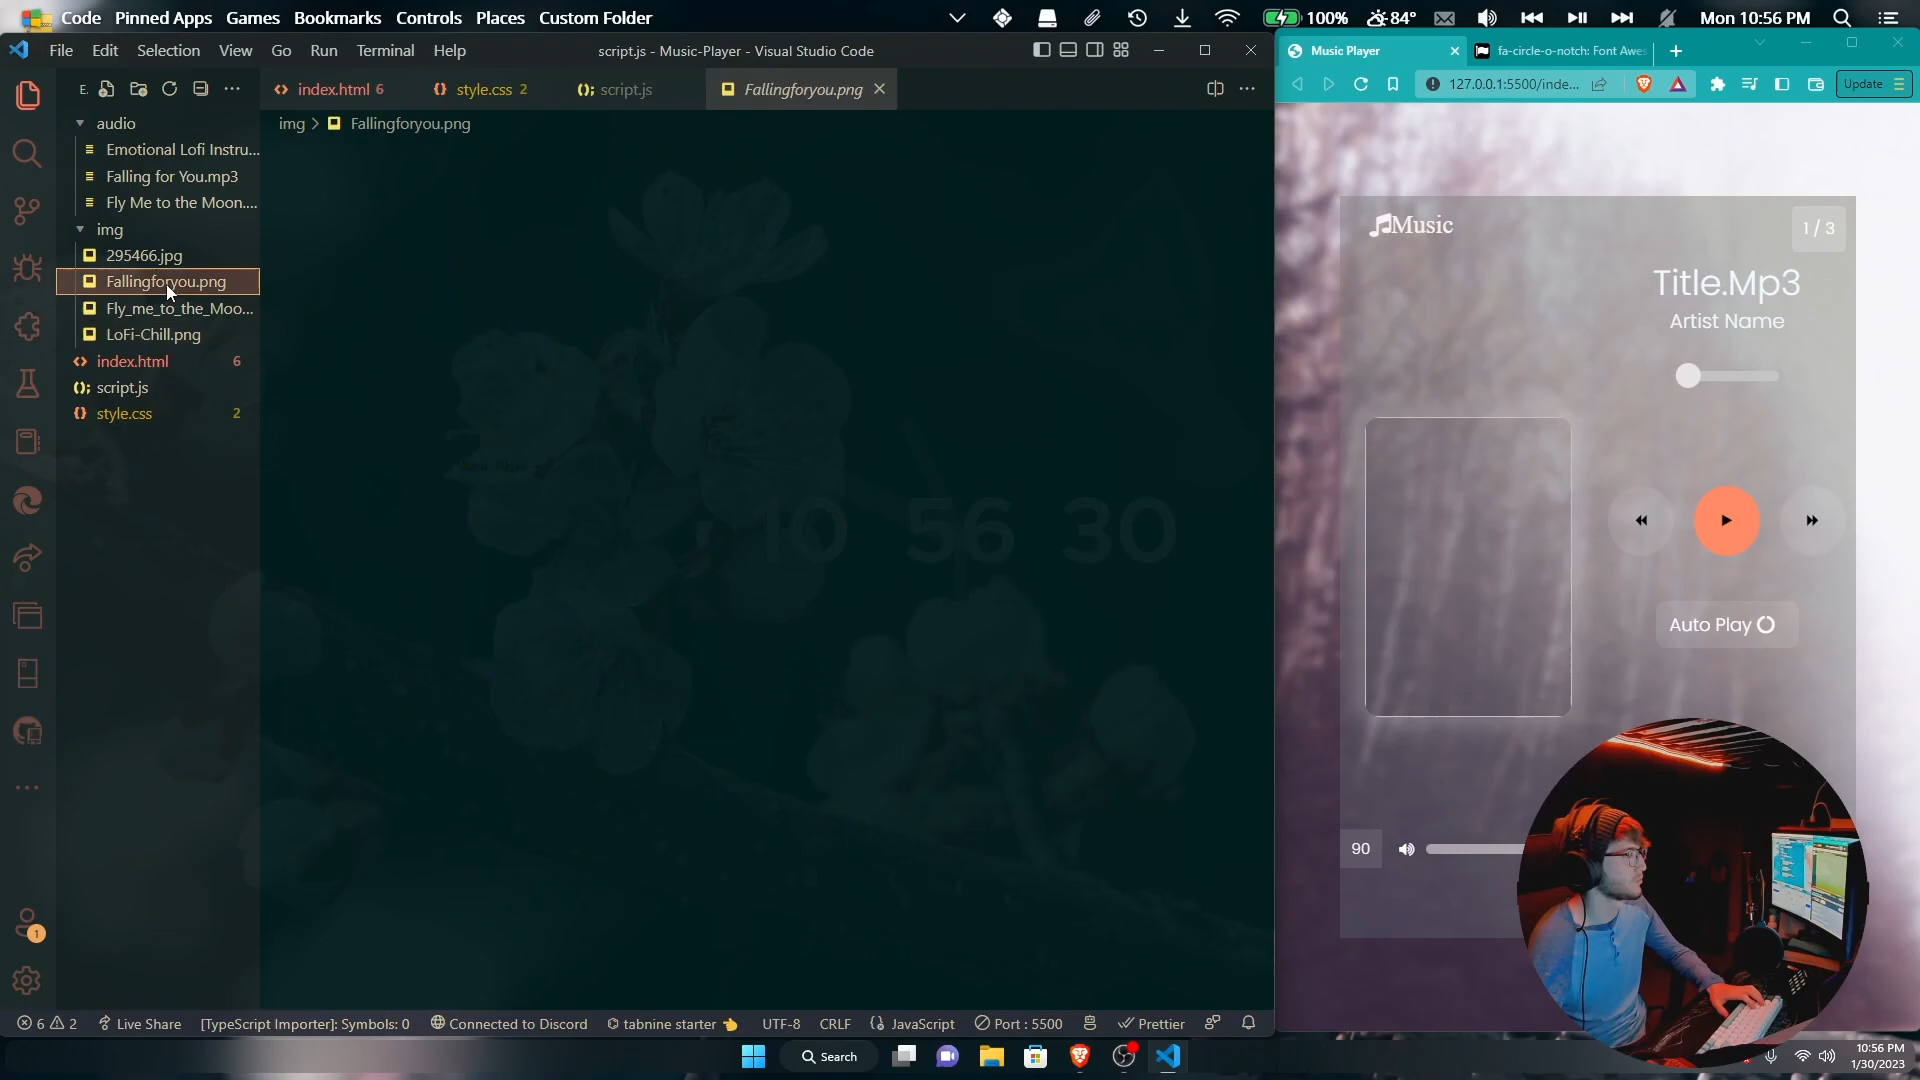 Code Pinned Apps Games Bookmarks Controls Places Custom Folder 100% 84° Mon 10:56 PM
File Edit Selection View Go Run Terminal Help script.js - Music-Player - Visual Studio Code
Music Player fa-circle-o-notch: Font Awes
E. index.html 6 style.css 2 script.js Fallingforyou.png
127.0.0.1:5500/inde... Update
img > Fallingforyou.png
audio
Emotional Lofi Instru...
Falling for You.mp3
Fly Me to the Moon....
img
295466.jpg
Fallingforyou.png
Fly_me_to_the_Moo...
LoFi-Chill.png
index.html 6
script.js
style.css 2
10 56 30
Music 1 / 3
Title.Mp3
Artist Name
Auto Play
90
1
6 2 Live Share [TypeScript Importer]: Symbols: 0 Connected to Discord tabnine starter UTF-8 CRLF JavaScript Port : 5500 Prettier
Search
10:56 PM
1/30/2023